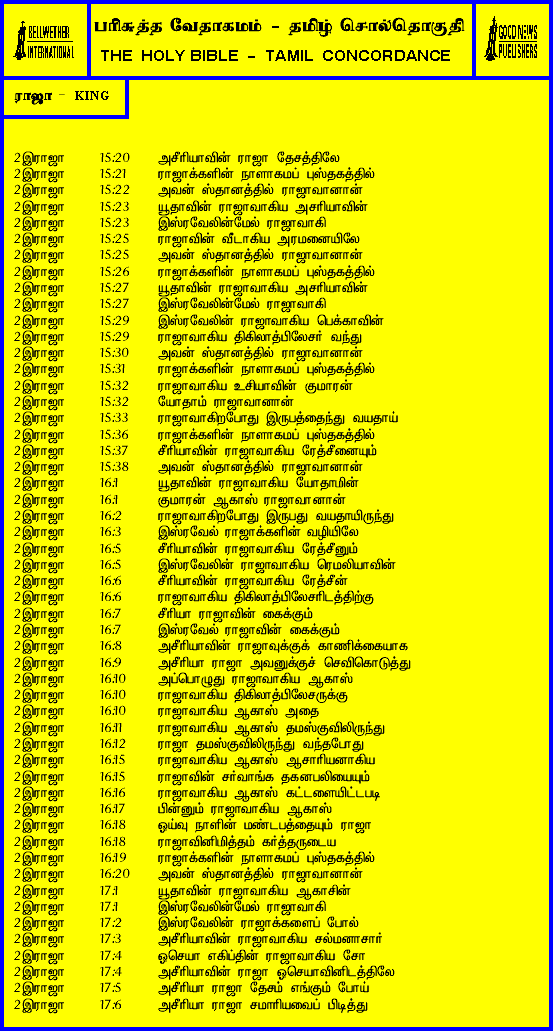 BELLWETHER
INTERNATIONAL
பரிசுத்த வேதாகமம் - தமிழ் சொல்தொகுதி
THE HOLY BIBLE - TAMIL CONCORDANCE
GOOD NEWS
PUBLISHERS
ராஜா - KING
2இராஜா 15:20 அசீரியாவின் ராஜா தேசத்திலே
2இராஜா 15:21 ராஜாக்களின் நாளாகமப் புஸ்தகத்தில்
2இராஜா 15:22 அவன் ஸ்தானத்தில் ராஜாவானான்
2இராஜா 15:23 யூதாவின் ராஜாவாகிய அசரியாவின்
2இராஜா 15:23 இஸ்ரவேலின்மேல் ராஜாவாகி
2இராஜா 15:25 ராஜாவின் வீடாகிய அரமனையிலே
2இராஜா 15:25 அவன் ஸ்தானத்தில் ராஜாவானான்
2இராஜா 15:26 ராஜாக்களின் நாளாகமப் புஸ்தகத்தில்
2இராஜா 15:27 யூதாவின் ராஜாவாகிய அசரியாவின்
2இராஜா 15:27 இஸ்ரவேலின்மேல் ராஜாவாகி
2இராஜா 15:29 இஸ்ரவேலின் ராஜாவாகிய பெக்காவின்
2இராஜா 15:29 ராஜாவாகிய திகிலாத்பிலேசர் வந்து
2இராஜா 15:30 அவன் ஸ்தானத்தில் ராஜாவானான்
2இராஜா 15:31 ராஜாக்களின் நாளாகமப் புஸ்தகத்தில்
2இராஜா 15:32 ராஜாவாகிய உசியாவின் குமாரன்
2இராஜா 15:32 யோதாம் ராஜாவானான்
2இராஜா 15:33 ராஜாவாகிறபோது இருபத்தைந்து வயதாய்
2இராஜா 15:36 ராஜாக்களின் நாளாகமப் புஸ்தகத்தில்
2இராஜா 15:37 சீரியாவின் ராஜாவாகிய ரேத்சீனையும்
2இராஜா 15:38 அவன் ஸ்தானத்தில் ராஜாவானான்
2இராஜா 16:1 யூதாவின் ராஜாவாகிய யோதாமின்
2இராஜா 16:1 குமாரன் ஆகாஸ் ராஜாவானான்
2இராஜா 16:2 ராஜாவாகிறபோது இருபது வயதாயிருந்து
2இராஜா 16:3 இஸ்ரவேல் ராஜாக்களின் வழியிலே
2இராஜா 16:5 சீரியாவின் ராஜாவாகிய ரேத்சீனும்
2இராஜா 16:5 இஸ்ரவேலின் ராஜாவாகிய ரெமலியாவின்
2இராஜா 16:6 சீரியாவின் ராஜாவாகிய ரேத்சீன்
2இராஜா 16:6 ராஜாவாகிய திகிலாத்பிலேசரிடத்திற்கு
2இராஜா 16:7 சீரியா ராஜாவின் கைக்கும்
2இராஜா 16:7 இஸ்ரவேல் ராஜாவின் கைக்கும்
2இராஜா 16:8 அசீரியாவின் ராஜாவுக்குக் காணிக்கையாக
2இராஜா 16:9 அசீரியா ராஜா அவனுக்குச் செவிகொடுத்து
2இராஜா 16:10 அப்பொழுது ராஜாவாகிய ஆகாஸ்
2இராஜா 16:10 ராஜாவாகிய திகிலாத்பிலேசருக்கு
2இராஜா 16:10 ராஜாவாகிய ஆகாஸ் அதை
2இராஜா 16:11 ராஜாவாகிய ஆகாஸ் தமஸ்குவிலிருந்து
2இராஜா 16:12 ராஜா தமஸ்குவிலிருந்து வந்தபோது
2இராஜா 16:15 ராஜாவாகிய ஆகாஸ் ஆசாரியனாகிய
2இராஜா 16:15 ராஜாவின் சர்வாங்க தகனபலியையும்
2இராஜா 16:16 ராஜாவாகிய ஆகாஸ் கட்டளையிட்டபடி
2இராஜா 16:17 பின்னும் ராஜாவாகிய ஆகாஸ்
2இராஜா 16:18 ஓய்வு நாளின் மண்டபத்தையும் ராஜா
2இராஜா 16:18 ராஜாவினிமித்தம் கர்த்தருடைய
2இராஜா 16:19 ராஜாக்களின் நாளாகமப் புஸ்தகத்தில்
2இராஜா 16:20 அவன் ஸ்தானத்தில் ராஜாவானான்
2இராஜா 17:1 யூதாவின் ராஜாவாகிய ஆகாசின்
2இராஜா 17:1 இஸ்ரவேலின்மேல் ராஜாவாகி
2இராஜா 17:2 இஸ்ரவேலின் ராஜாக்களைப் போல்
2இராஜா 17:3 அசீரியாவின் ராஜாவாகிய சல்மனாசார்
2இராஜா 17:4 ஓசெயா எகிப்தின் ராஜாவாகிய சோ
2இராஜா 17:4 அசீரியாவின் ராஜா ஓசெயாவினிடத்திலே
2இராஜா 17:5 அசீரியா ராஜா தேசம் எங்கும் போய்
2இராஜா 17:6 அசீரியா ராஜா சமாரியவைப் பிடித்து